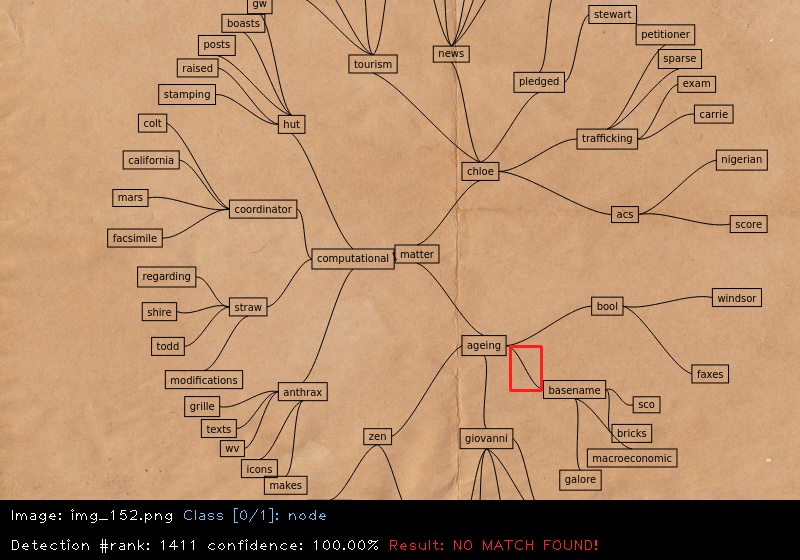 gw
boasts
posts
raised
stamping
tourism
news
stewart
petitioner
sparse
pledged
exam
carrie
colt
hut
trafficking
california
nigerian
chloe
mars
coordinator
acs
facsimile
score
computational
matter
regarding
windsor
shire
straw
bool
todd
ageing
modifications
faxes
anthrax
basename
grille
sco
texts
zen
giovanni
bricks
wv
macroeconomic
icons
makes
galore
Image: img_152.png Class [0/1]: node
Detection #rank: 1411 confidence: 100.00% Result: NO MATCH FOUND!